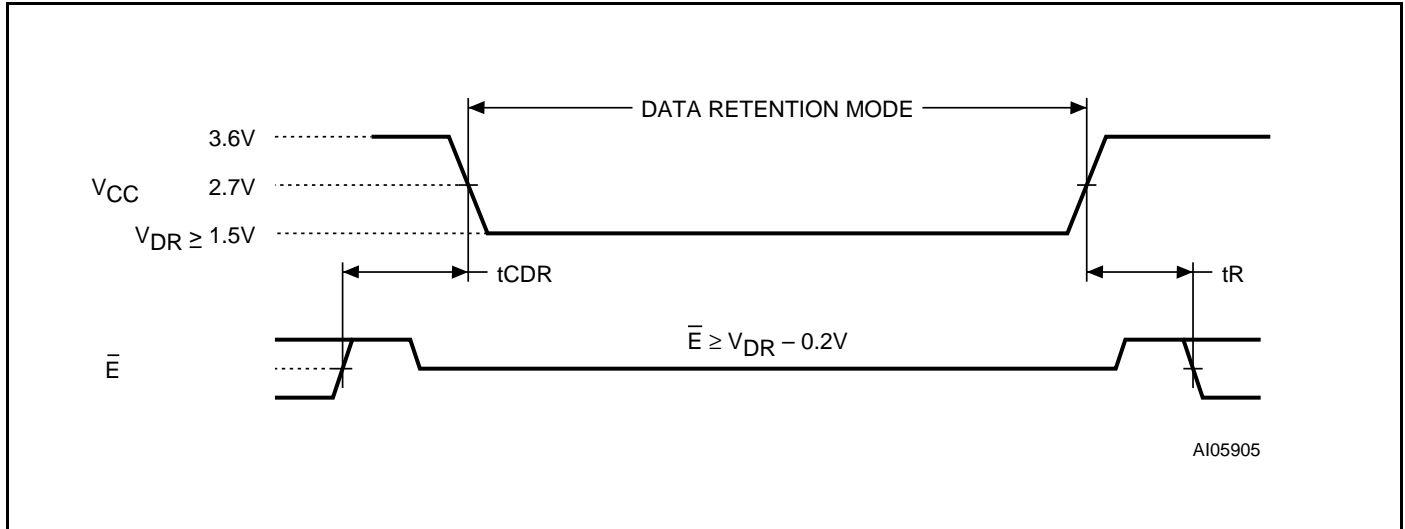 DATA RETENTION MODE
3.6V
VCC 2.7V
VDR ≥ 1.5V
tCDR
tR
E̅ ≥ VDR – 0.2V
E̅
AI05905